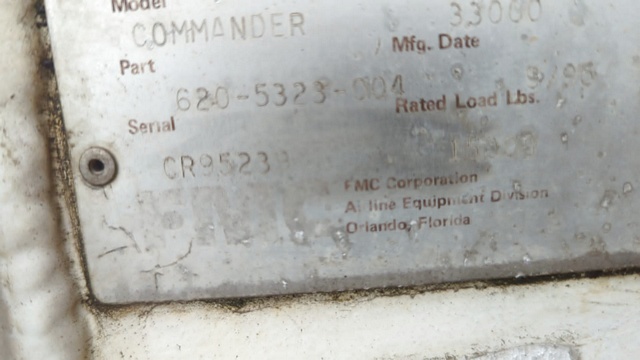 Model
COMMANDER
33000
Part
Mfg. Date
620-5323-004
Serial
Rated Load Lbs.
FMC Corporation
Airline Equipment Division
Orlando, Florida